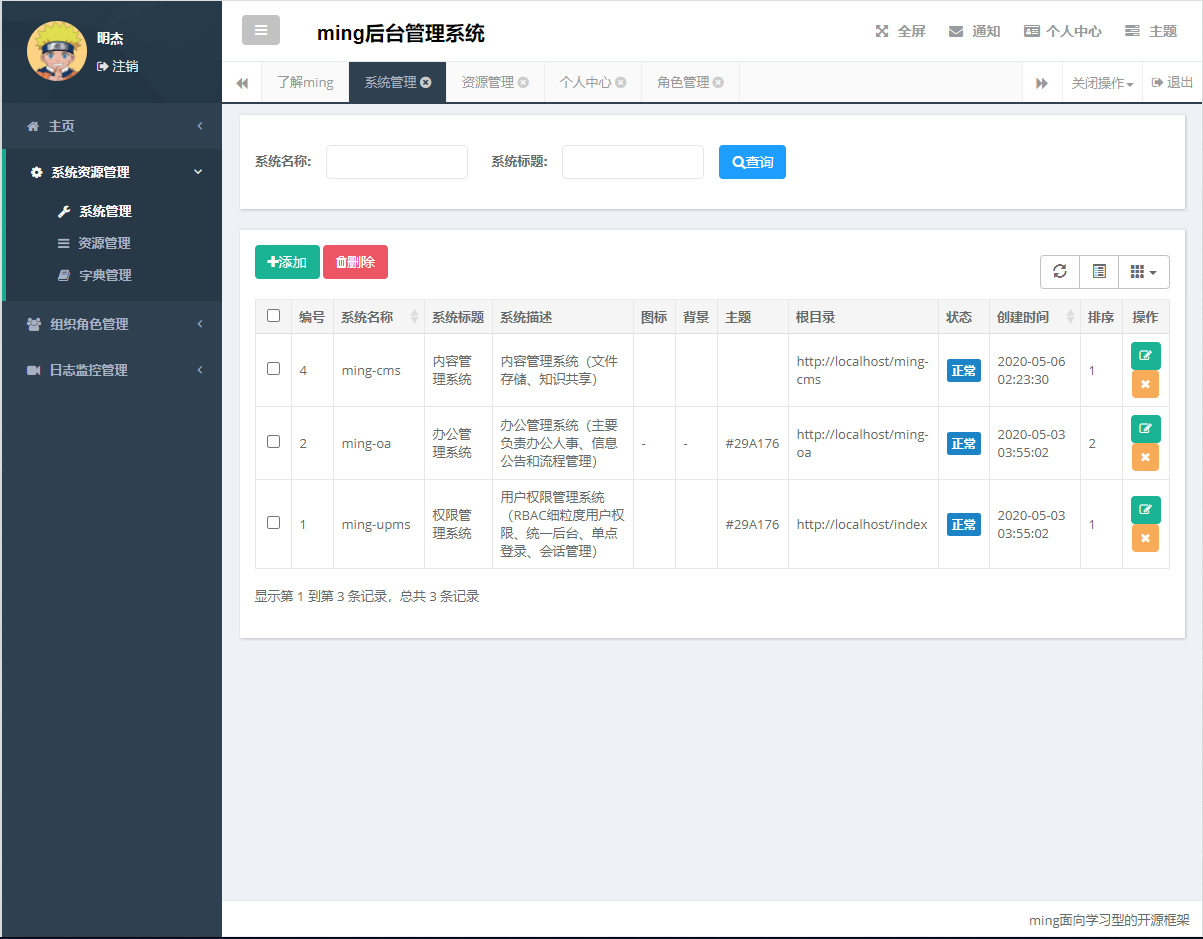 明杰
注销
主页
系统资源管理
系统管理
资源管理
字典管理
组织角色管理
日志监控管理
ming后台管理系统
全屏 通知 个人中心 主题
了解ming 系统管理 资源管理 个人中心 角色管理 关闭操作 退出
系统名称: 系统标题: 查询
添加 删除
编号 系统名称 系统标题 系统描述 图标 背景 主题 根目录 状态 创建时间 排序 操作
4 ming-cms 内容管理系统 内容管理系统（文件存储、知识共享） http://localhost/ming-cms 正常 2020-05-06 02:23:30 1
2 ming-oa 办公管理系统 办公管理系统（主要负责办公人事、信息公告和流程管理） - - #29A176 http://localhost/ming-oa 正常 2020-05-03 03:55:02 2
1 ming-upms 权限管理系统 用户权限管理系统（RBAC细粒度用户权限、统一后台、单点登录、会话管理） #29A176 http://localhost/index 正常 2020-05-03 03:55:02 1
显示第 1 到第 3 条记录，总共 3 条记录
ming面向学习型的开源框架